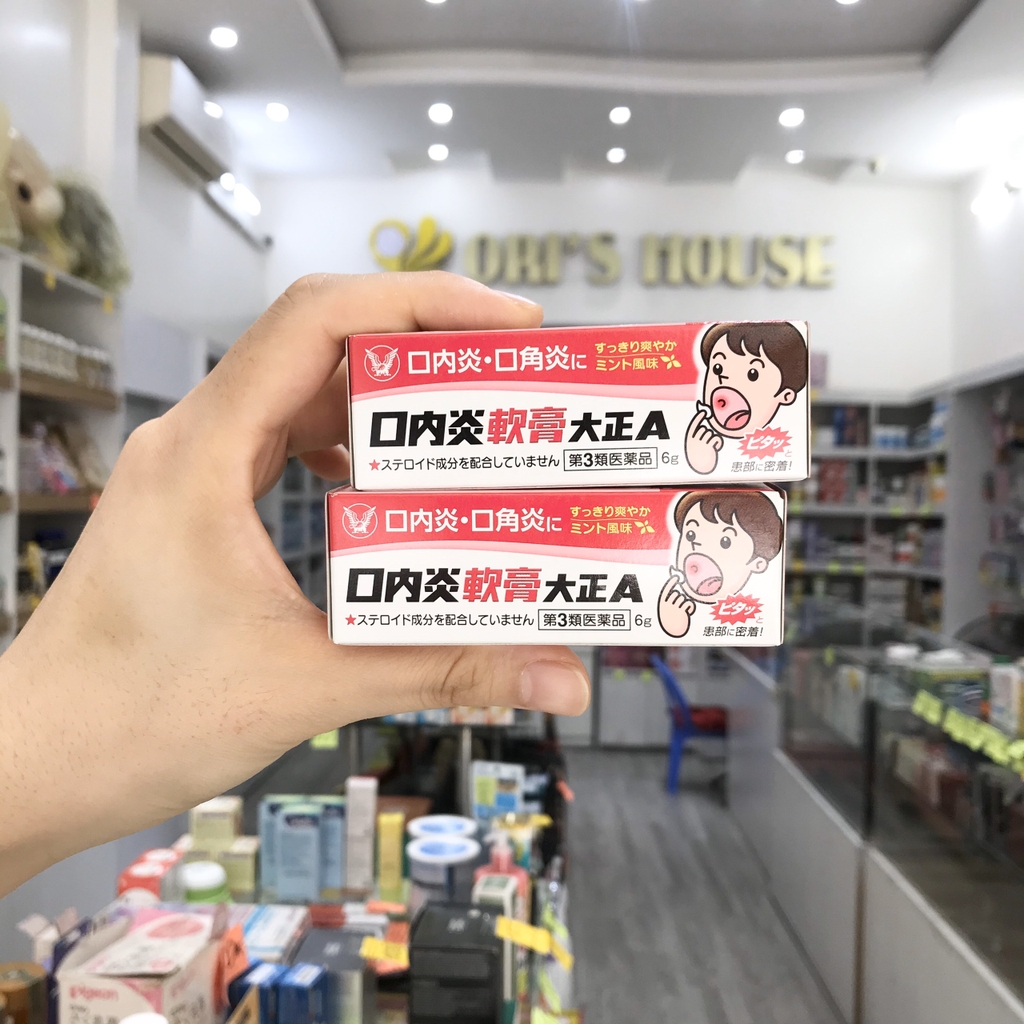 ORI'S HOUSE
口内炎・口角炎に
すっきり爽やか
ミント風味
口内炎軟膏大正A
★ステロイド成分を配合していません 第3類医薬品 6g
ピタッと
患部に密着!
口内炎・口角炎に
すっきり爽やか
ミント風味
口内炎軟膏大正A
★ステロイド成分を配合していません 第3類医薬品 6g
ピタッと
患部に密着!
Pigeon